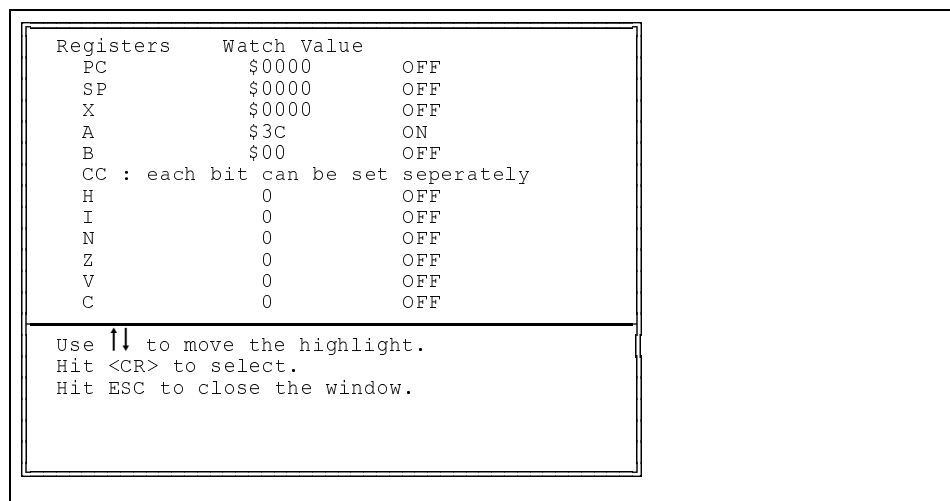 Registers    Watch Value
PC    $0000    OFF
SP    $0000    OFF
X    $0000    OFF
A    $3C    ON
B    $00    OFF
CC : each bit can be set seperately
H    0    OFF
I    0    OFF
N    0    OFF
Z    0    OFF
V    0    OFF
C    0    OFF
Use ↑↓ to move the highlight.
Hit <CR> to select.
Hit ESC to close the window.